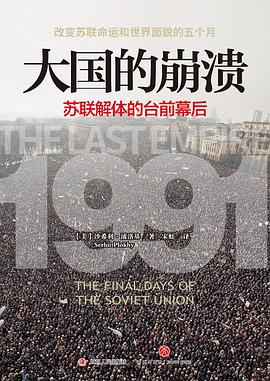 改变苏联命运和世界面貌的五个月
大国的崩溃
苏联解体的台前幕后
THE LAST EMPIRE
1991
［美］沙希利·浦洛基 著 宋虹 译
Serhii Plokhy
THE FINAL DAYS OF
THE SOVIET UNION